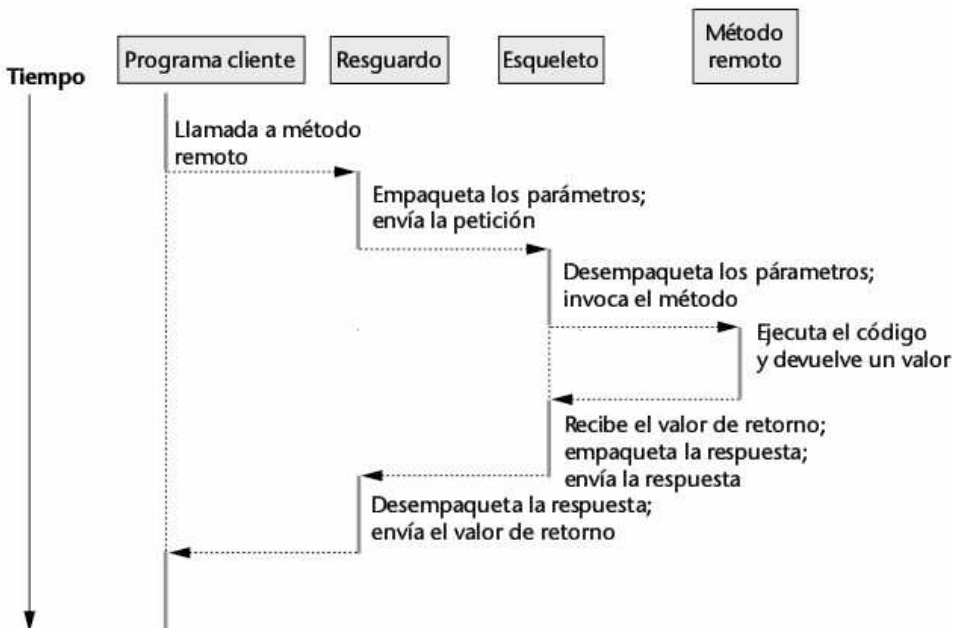 Tiempo
Programa cliente
Resguardo
Esqueleto
Método
remoto
Llamada a método
remoto
Empaqueta los parámetros;
envía la petición
Desempaqueta los párametros;
invoca el método
Ejecuta el código
y devuelve un valor
Recibe el valor de retorno;
empaqueta la respuesta;
envía la respuesta
Desempaqueta la respuesta;
envía el valor de retorno